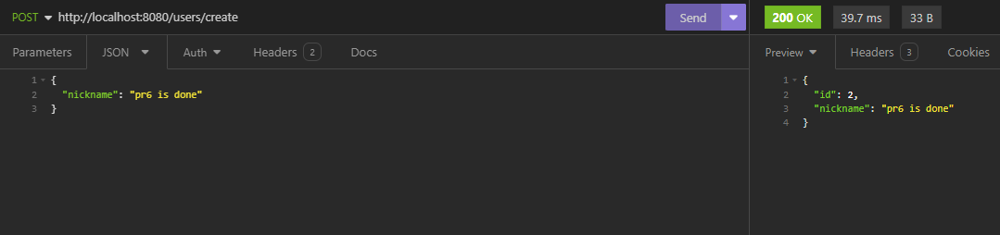 POST http://localhost:8080/users/create Send 200 OK 39.7 ms 33 B
Parameters JSON Auth Headers 2 Docs Preview Headers 3 Cookies
1 {
2 "nickname": "pr6 is done"
3 }
1 {
2 "id": 2,
3 "nickname": "pr6 is done"
4 }